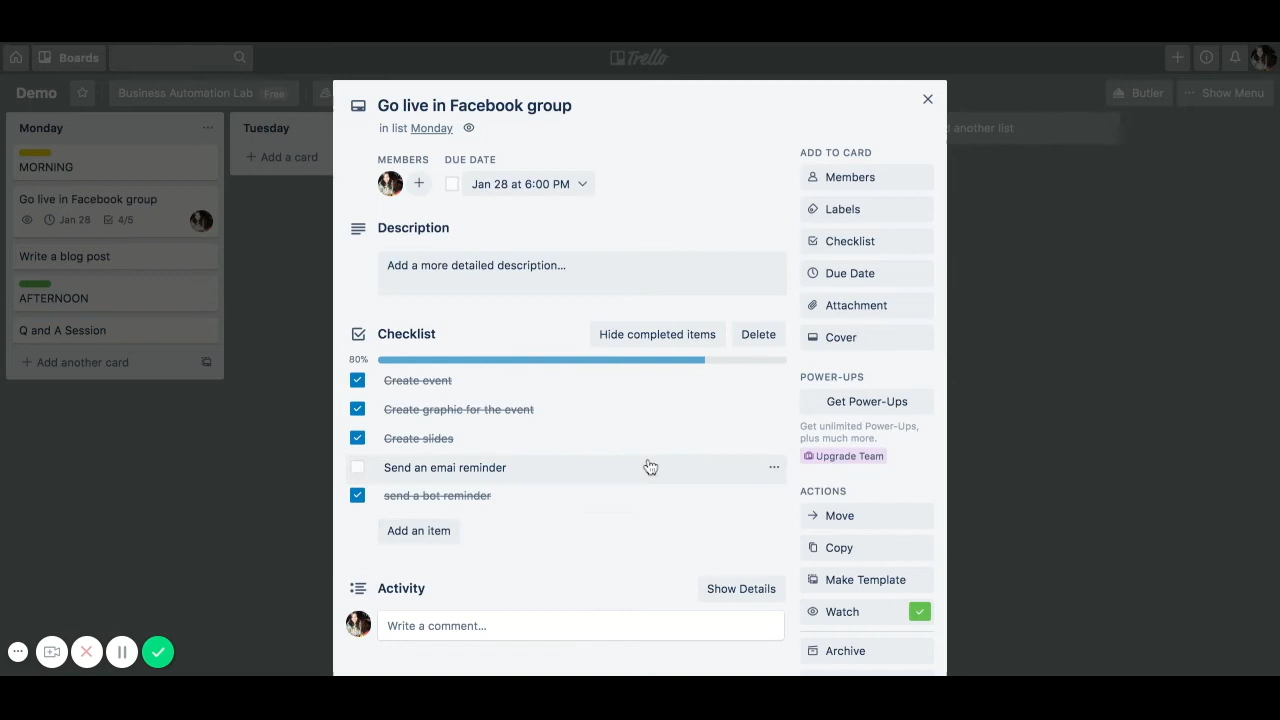 Boards
Trello
Demo
Business Automation Lab Free
Butler
Show Menu
Monday
MORNING
Go live in Facebook group
Jan 28
4/5
Write a blog post
AFTERNOON
Q and A Session
+ Add another card
Tuesday
+ Add a card
d another list
Go live in Facebook group
in list Monday
MEMBERS
DUE DATE
Jan 28 at 6:00 PM
Description
Add a more detailed description...
Checklist
Hide completed items
Delete
80%
Create event
Create graphic for the event
Create slides
Send an emai reminder
send a bot reminder
Add an item
Activity
Show Details
Write a comment...
ADD TO CARD
Members
Labels
Checklist
Due Date
Attachment
Cover
POWER-UPS
Get Power-Ups
Get unlimited Power-Ups,
plus much more.
Upgrade Team
ACTIONS
Move
Copy
Make Template
Watch
Archive